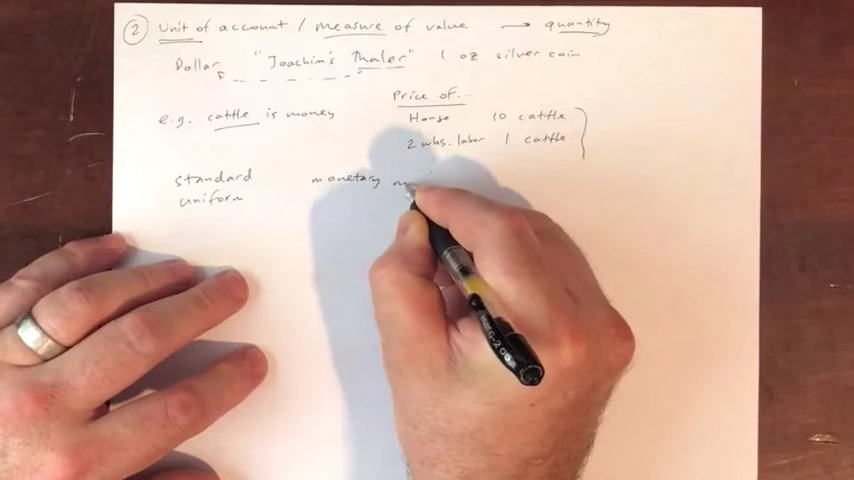 ② Unit of account / measure of value → quantity
Dollar "Joachim's Thaler" 1 oz silver coin
Price of...
e.g. cattle is money
House 10 cattle
2 wks. labor 1 cattle.
standard monetary
uniform
G-2